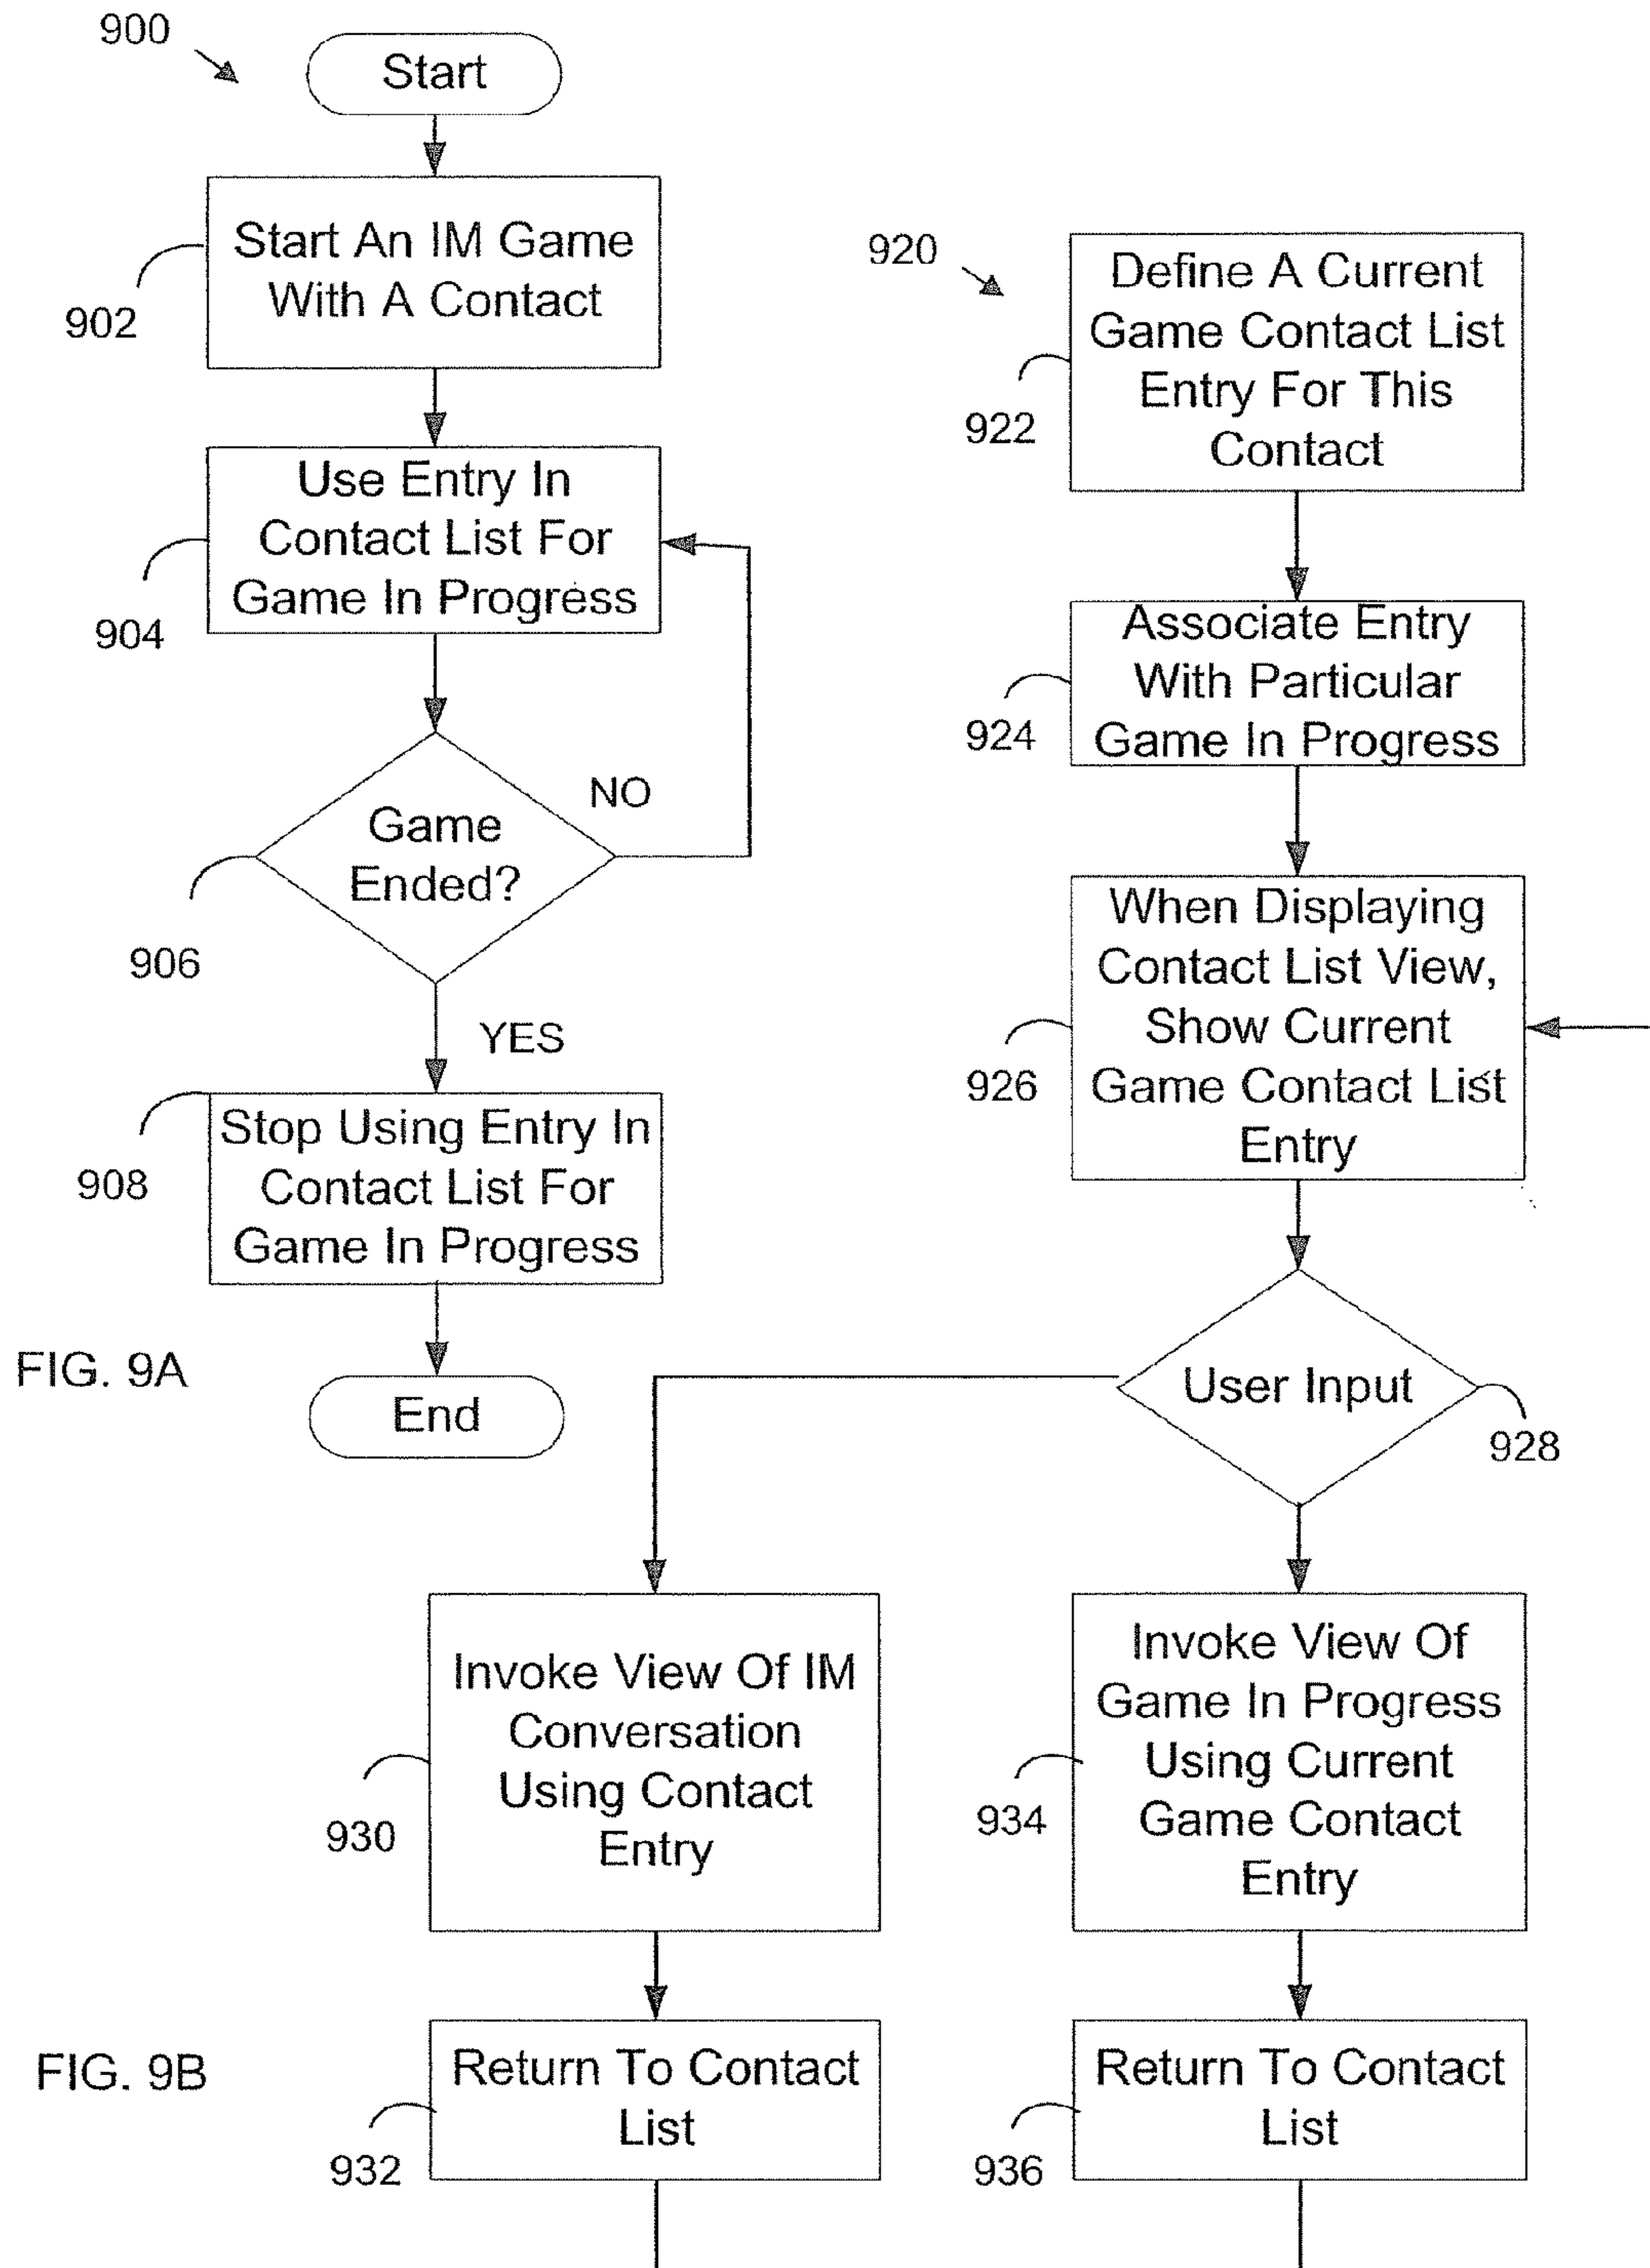 900
Start
Start An IM Game
With A Contact
902
Use Entry In
Contact List For
Game In Progress
904
Game
Ended?
NO
906
YES
Stop Using Entry In
Contact List For
Game In Progress
908
End
FIG. 9A
920
Define A Current
Game Contact List
Entry For This
Contact
922
Associate Entry
With Particular
Game In Progress
924
When Displaying
Contact List View,
Show Current
Game Contact List
Entry
926
User Input
928
Invoke View Of IM
Conversation
Using Contact
Entry
930
Invoke View Of
Game In Progress
Using Current
Game Contact
Entry
934
Return To Contact
List
932
Return To Contact
List
936
FIG. 9B